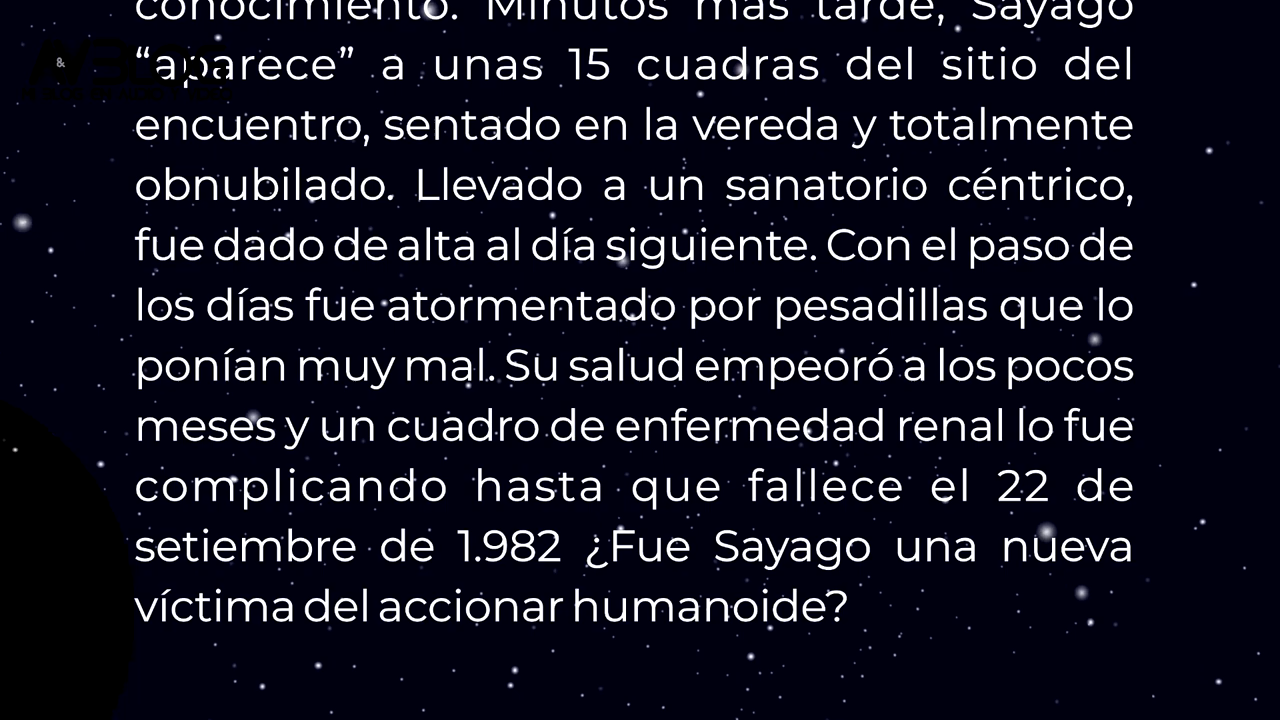 conocimiento. Minutos más tarde, Sayago
“aparece” a unas 15 cuadras del sitio del
encuentro, sentado en la vereda y totalmente
obnubilado. Llevado a un sanatorio céntrico,
fue dado de alta al día siguiente. Con el paso de
los días fue atormentado por pesadillas que lo
ponían muy mal. Su salud empeoró a los pocos
meses y un cuadro de enfermedad renal lo fue
complicando hasta que fallece el 22 de
setiembre de 1.982 ¿Fue Sayago una nueva
víctima del accionar humanoide?